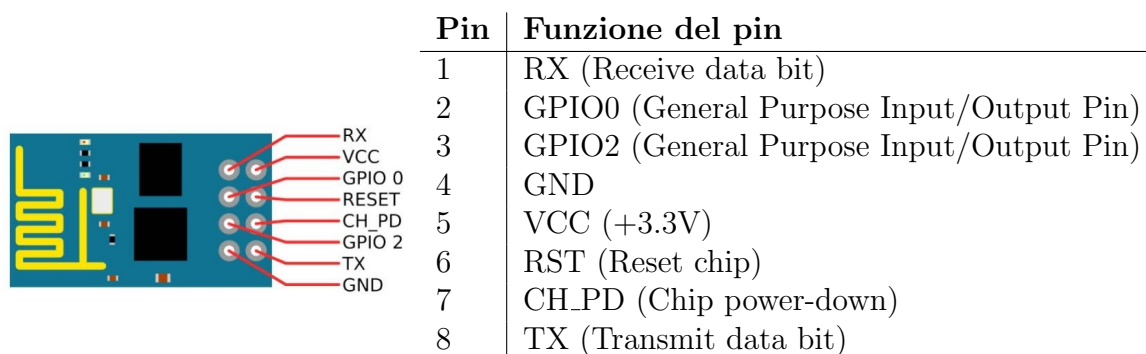 RX
VCC
GPIO 0
RESET
CH_PD
GPIO 2
TX
GND
Pin Funzione del pin
1 RX (Receive data bit)
2 GPIO0 (General Purpose Input/Output Pin)
3 GPIO2 (General Purpose Input/Output Pin)
4 GND
5 VCC (+3.3V)
6 RST (Reset chip)
7 CH_PD (Chip power-down)
8 TX (Transmit data bit)